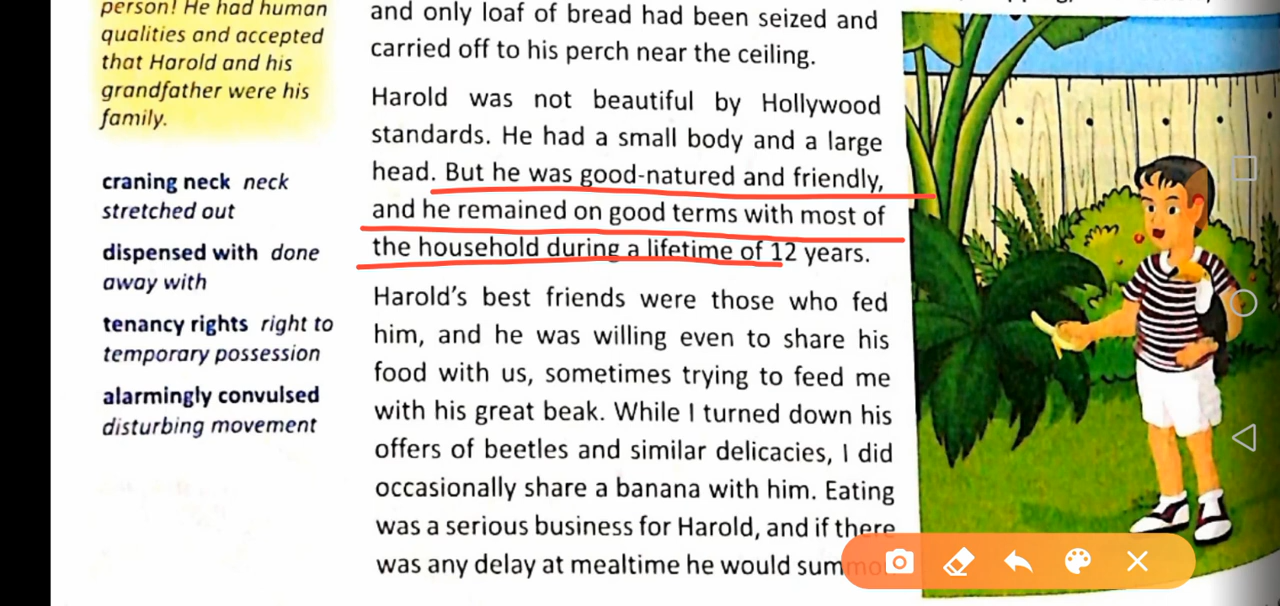 person! He had human
qualities and accepted
that Harold and his
grandfather were his
family.
craning neck neck
stretched out
dispensed with done
away with
tenancy rights right to
temporary possession
alarmingly convulsed
disturbing movement
and only loaf of bread had been seized and
carried off to his perch near the ceiling.
Harold was not beautiful by Hollywood
standards. He had a small body and a large
head. But he was good-natured and friendly,
and he remained on good terms with most of
the household during a lifetime of 12 years.
Harold's best friends were those who fed
him, and he was willing even to share his
food with us, sometimes trying to feed me
with his great beak. While I turned down his
offers of beetles and similar delicacies, I did
occasionally share a banana with him. Eating
was a serious business for Harold, and if there
was any delay at mealtime he would